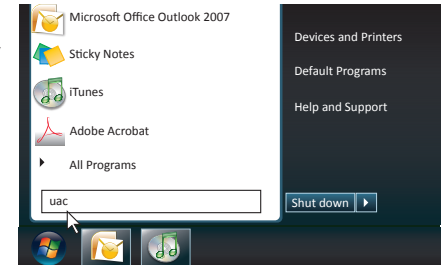 Microsoft Office Outlook 2007
Sticky Notes
iTunes
Adobe Acrobat
All Programs
uac
Devices and Printers
Default Programs
Help and Support
Shut down